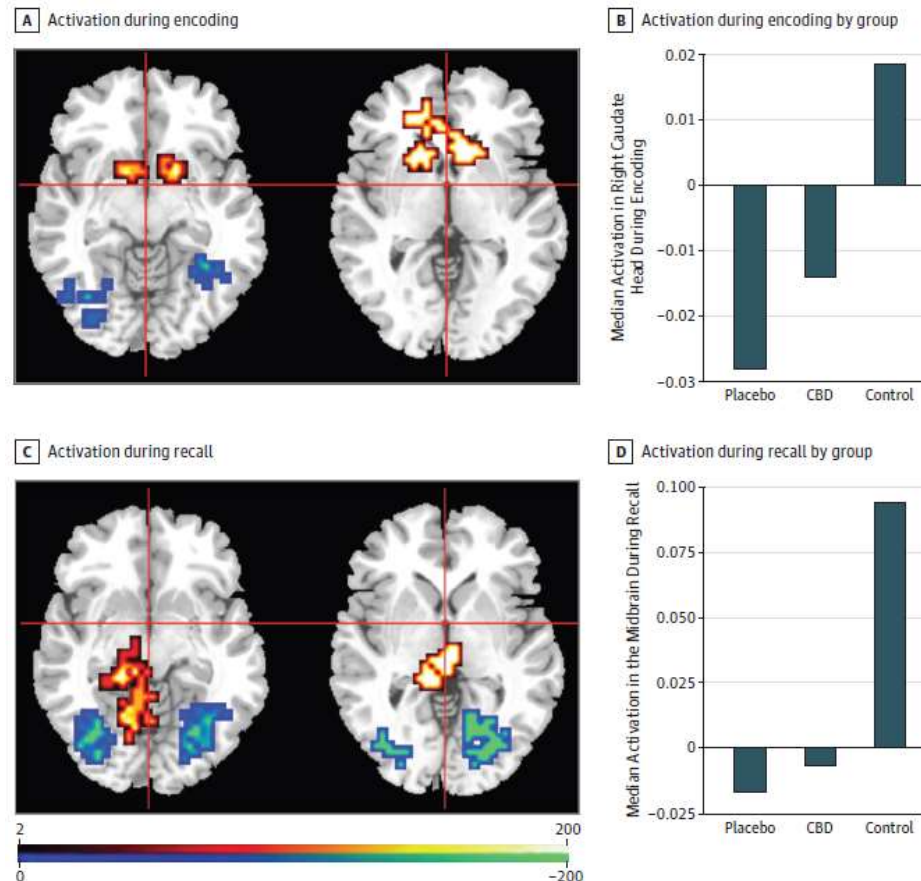 A Activation during encoding
B Activation during encoding by group
Median Activation in Right Caudate
Head During Encoding
0.02
0.01
0
−0.01
−0.02
−0.03
Placebo CBD Control
C Activation during recall
D Activation during recall by group
Median Activation in the Midbrain During Recall
0.100
0.075
0.050
0.025
0
−0.025
Placebo CBD Control
2 200
0 −200